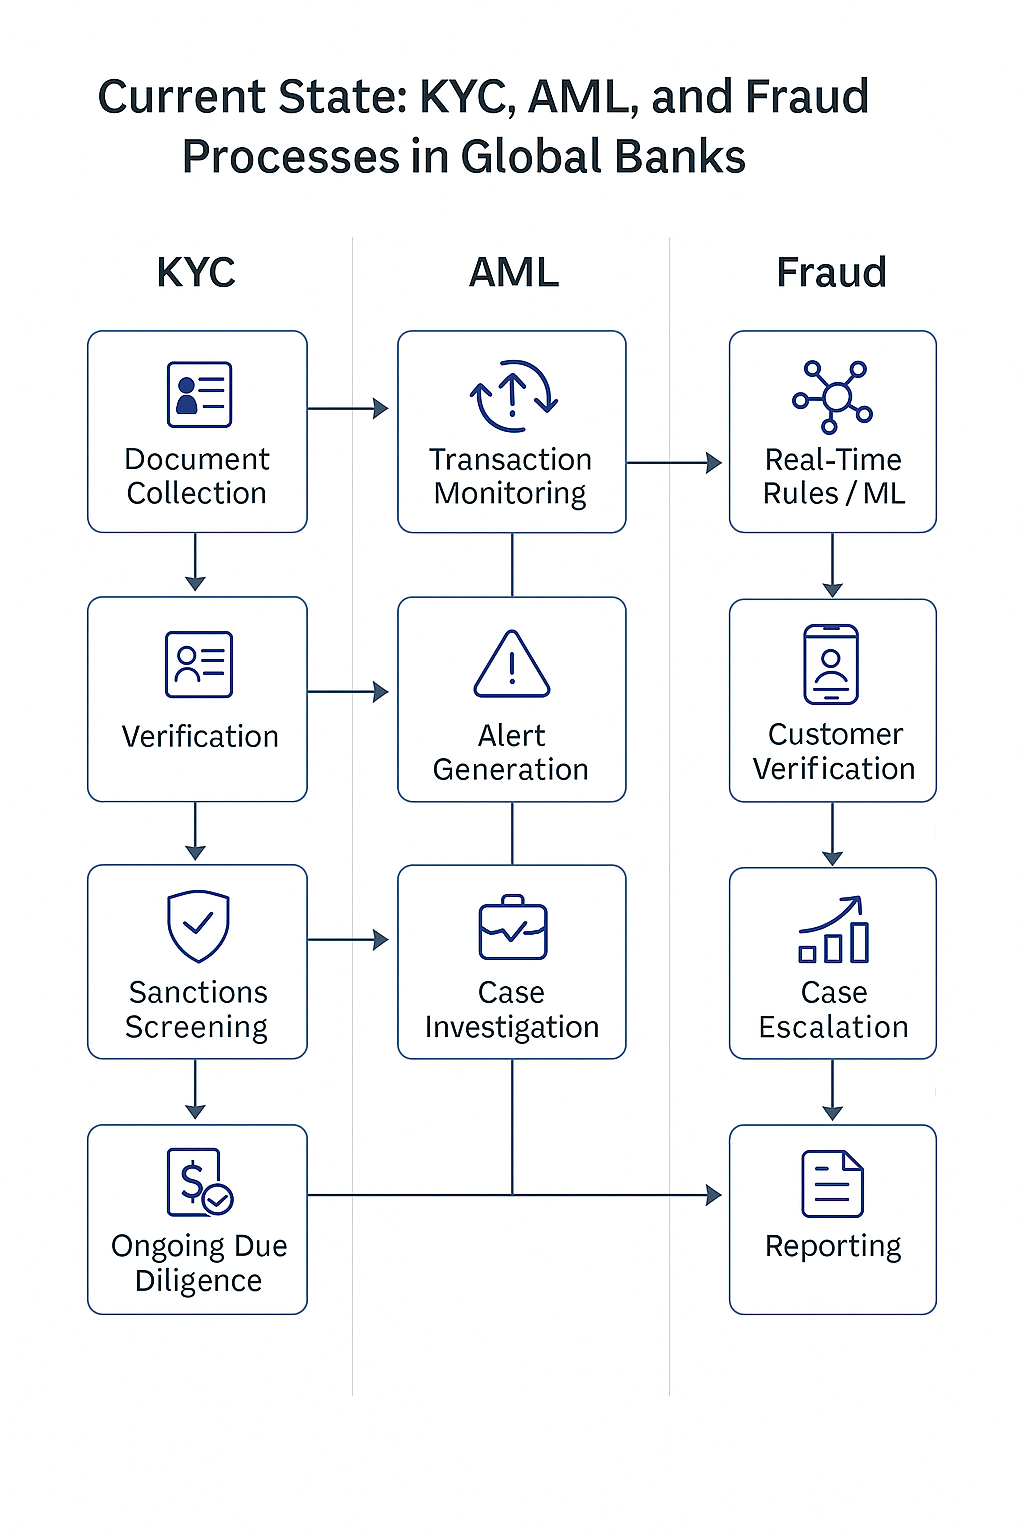 Current State: KYC, AML, and Fraud
Processes in Global Banks
KYC
AML
Fraud
Document
Collection
Transaction
Monitoring
Real-Time
Rules / ML
Verification
Alert
Generation
Customer
Verification
Sanctions
Screening
Case
Investigation
Case
Escalation
$
Ongoing Due
Diligence
Reporting